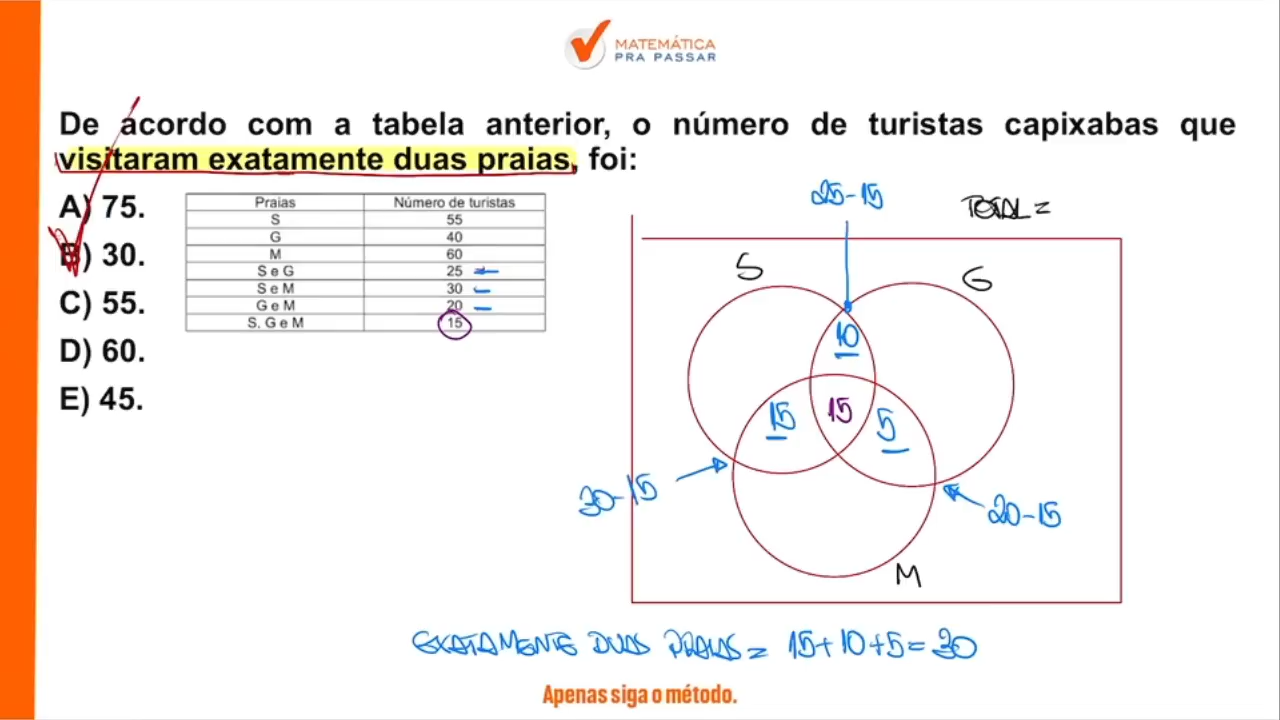 MATEMÁTICA
PRA PASSAR
De acordo com a tabela anterior, o número de turistas capixabas que
visitaram exatamente duas praias, foi:
A) 75.
B) 30.
C) 55.
D) 60.
E) 45.
Praias Número de turistas
S 55
G 40
M 60
S e G 25
S e M 30
G e M 20
S. G e M 15
25-15
TOTAL =
S
G
10
15
15
5
30-15
20-15
M
EXATAMENTE DUAS PRAIAS = 15+10+5=30
Apenas siga o método.